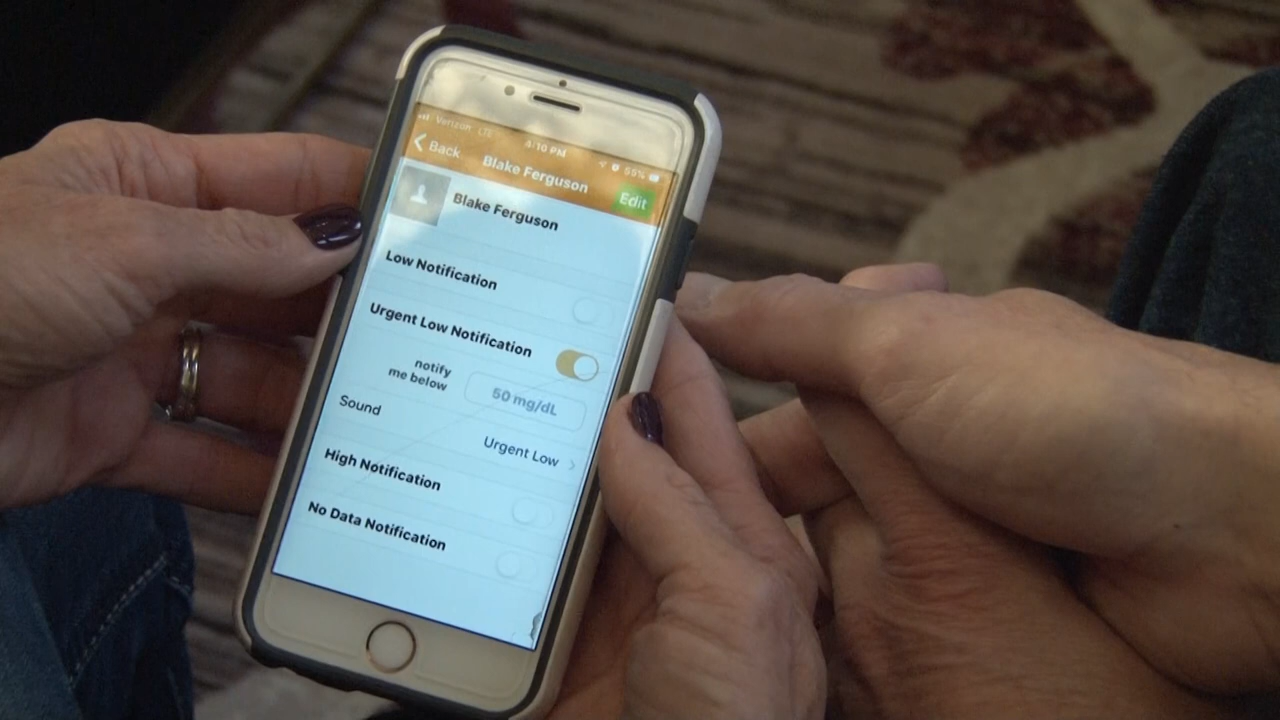 Verizon LTE 4:10 PM 55%
Back Blake Ferguson Edit
Blake Ferguson
Low Notification
Urgent Low Notification
notify
me below
50 mg/dL
Sound
Urgent Low
High Notification
No Data Notification